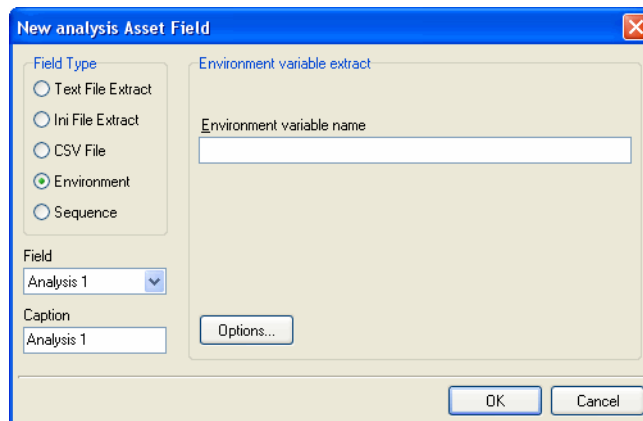 New analysis Asset Field
Field Type
Text File Extract
Ini File Extract
CSV File
Environment
Sequence
Field
Analysis 1
Caption
Analysis 1
Environment variable extract
Environment variable name
Options...
OK
Cancel